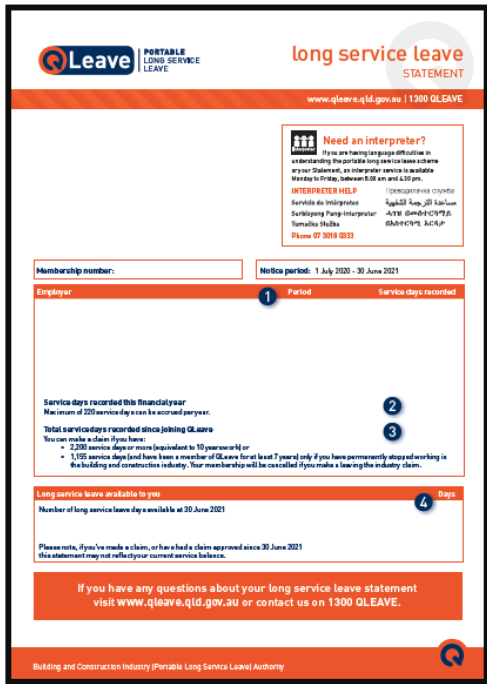 QLeave PORTABLE
LONG SERVICE
LEAVE
long service leave
STATEMENT
www.qleave.qld.gov.au | 1300 QLEAVE
Interpreter
Need an interpreter?
If you are having language difficulties in
understanding the portable long service leave scheme
or your Statement, an interpreter service is available
Monday to Friday, between 8.00 am and 4.30 pm.
INTERPRETER HELP Преводилачка служба
Servicio de Intérpretes مساعدة الترجمة الشفهية
Serbisyong Pang-interpreter
Tumačka Služba
Phone 07 3018 0333
Membership number:
Notice period: 1 July 2020 - 30 June 2021
Employer 1 Period Service days recorded
Service days recorded this financial year 2
Maximum of 220 service days can be accrued per year.
Total service days recorded since joining QLeave 3
You can make a claim if you have:
• 2,200 service days or more (equivalent to 10 years work) or
• 1,155 service days (and have been a member of QLeave for at least 7 years) only if you have permanently stopped working in
the building and construction industry. Your membership will be cancelled if you make a leaving the industry claim.
Long service leave available to you 4 Days
Number of long service leave days available at 30 June 2021
Please note, if you've made a claim, or have had a claim approved since 30 June 2021
this statement may not reflect your current service balance.
If you have any questions about your long service leave statement
visit www.qleave.qld.gov.au or contact us on 1300 QLEAVE.
Building and Construction Industry (Portable Long Service Leave) Authority